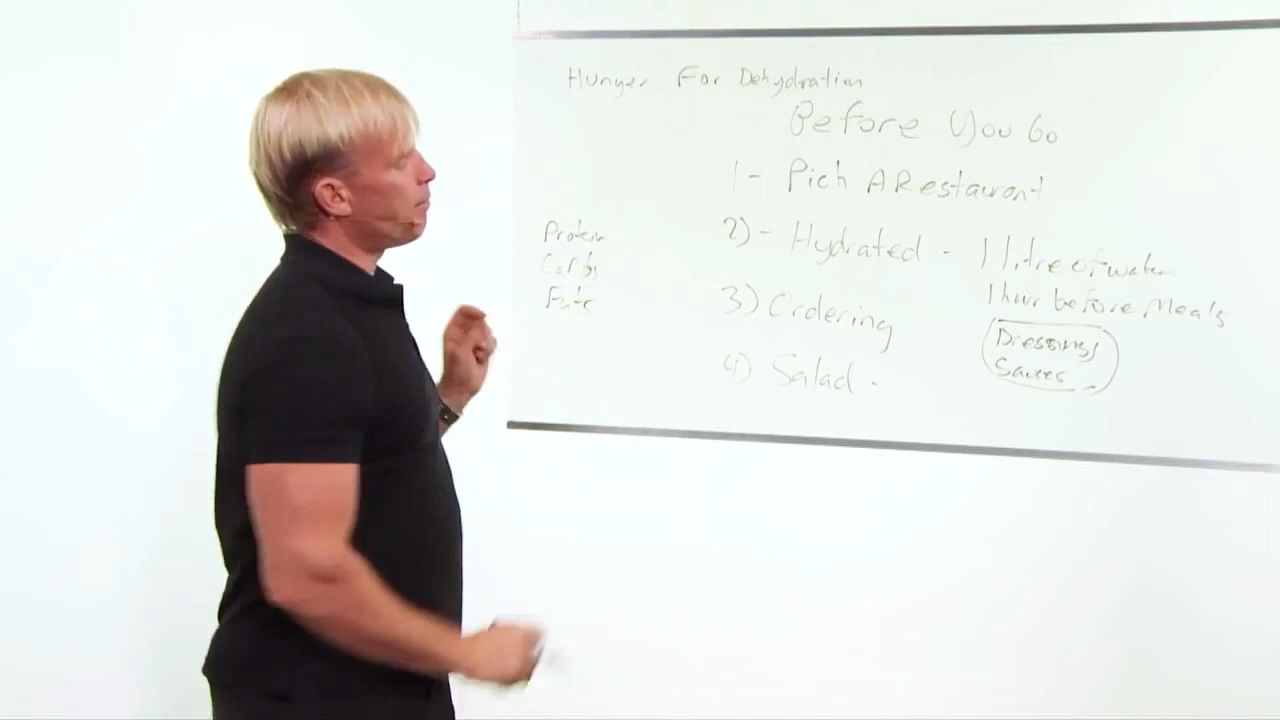 Hunger For Dehydration
Before You Go
1- Pich A Restaurant
2) - Hydrated - 1 litre of water
1 hour before Meals
Protein
Carbs
Fats
3) Ordering
Dressings
Sauces
4) Salad -